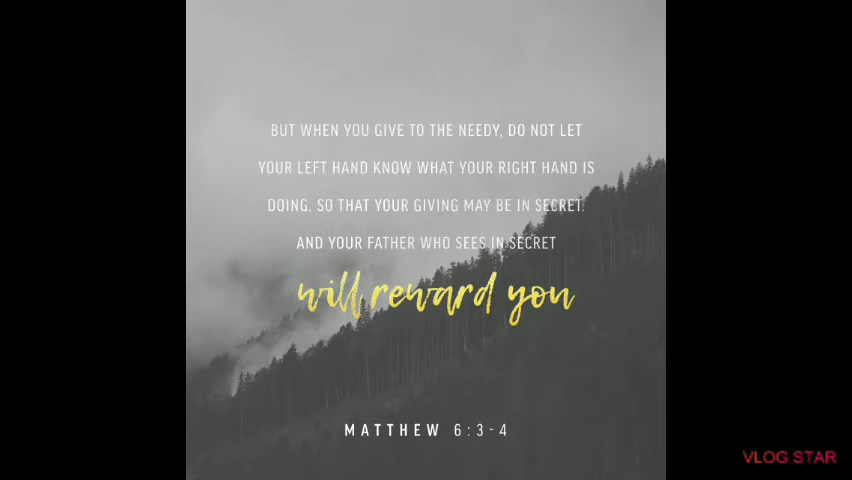 BUT WHEN YOU GIVE TO THE NEEDY, DO NOT LET
YOUR LEFT HAND KNOW WHAT YOUR RIGHT HAND IS
DOING, SO THAT YOUR GIVING MAY BE IN SECRET.
AND YOUR FATHER WHO SEES IN SECRET
will reward you
MATTHEW 6:3-4
VLOG STAR